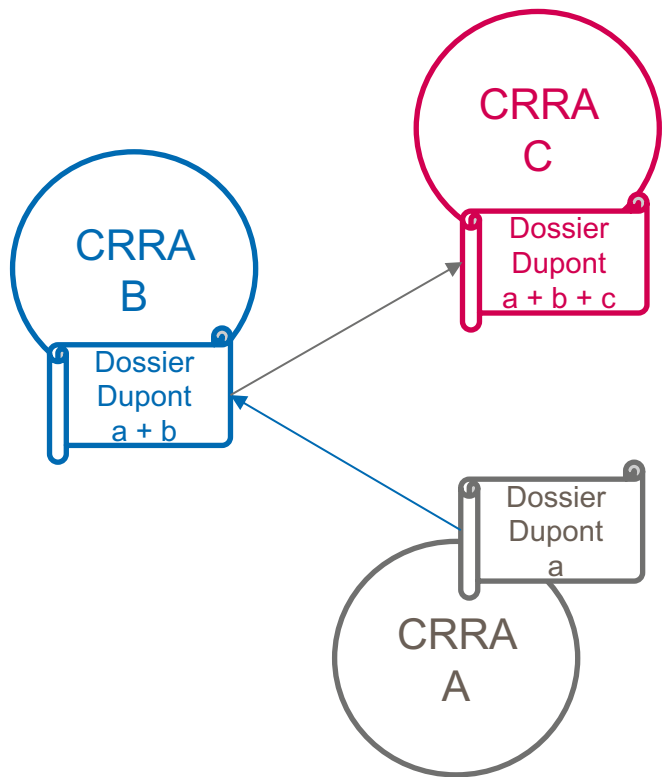 CRRA
C
Dossier
Dupont
a + b + c
CRRA
B
Dossier
Dupont
a + b
Dossier
Dupont
a
CRRA
A